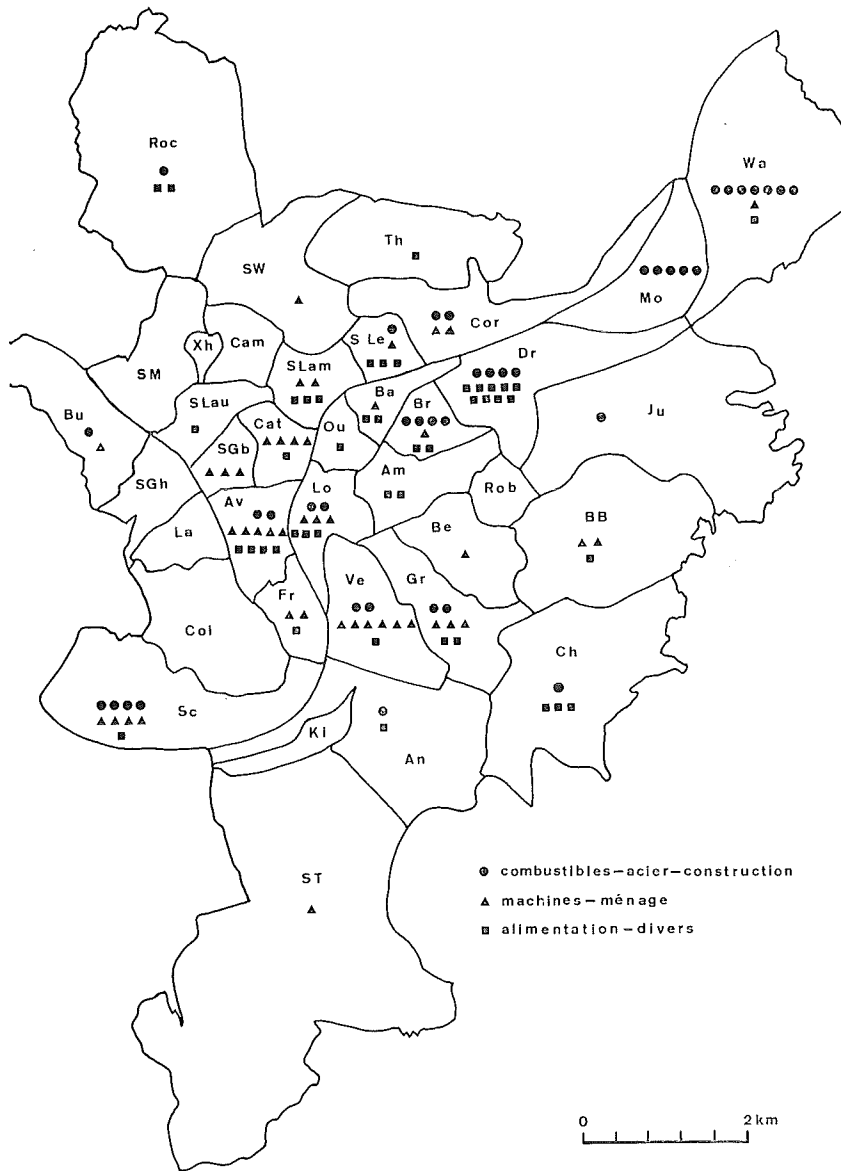 Roc
Wa
Th
SW
Mo
Cor
S Le
Xh
Cam
SM
Dr
SLam
Ba
Ju
SLau
Br
Bu
Cat
Ou
SGb
Am
SGh
Av
Lo
Rob
BB
La
Be
Fr
Ve
Gr
Coi
Ch
Sc
Ki
An
ST
combustibles-acier-construction
machines-ménage
alimentation-divers
0 2 km